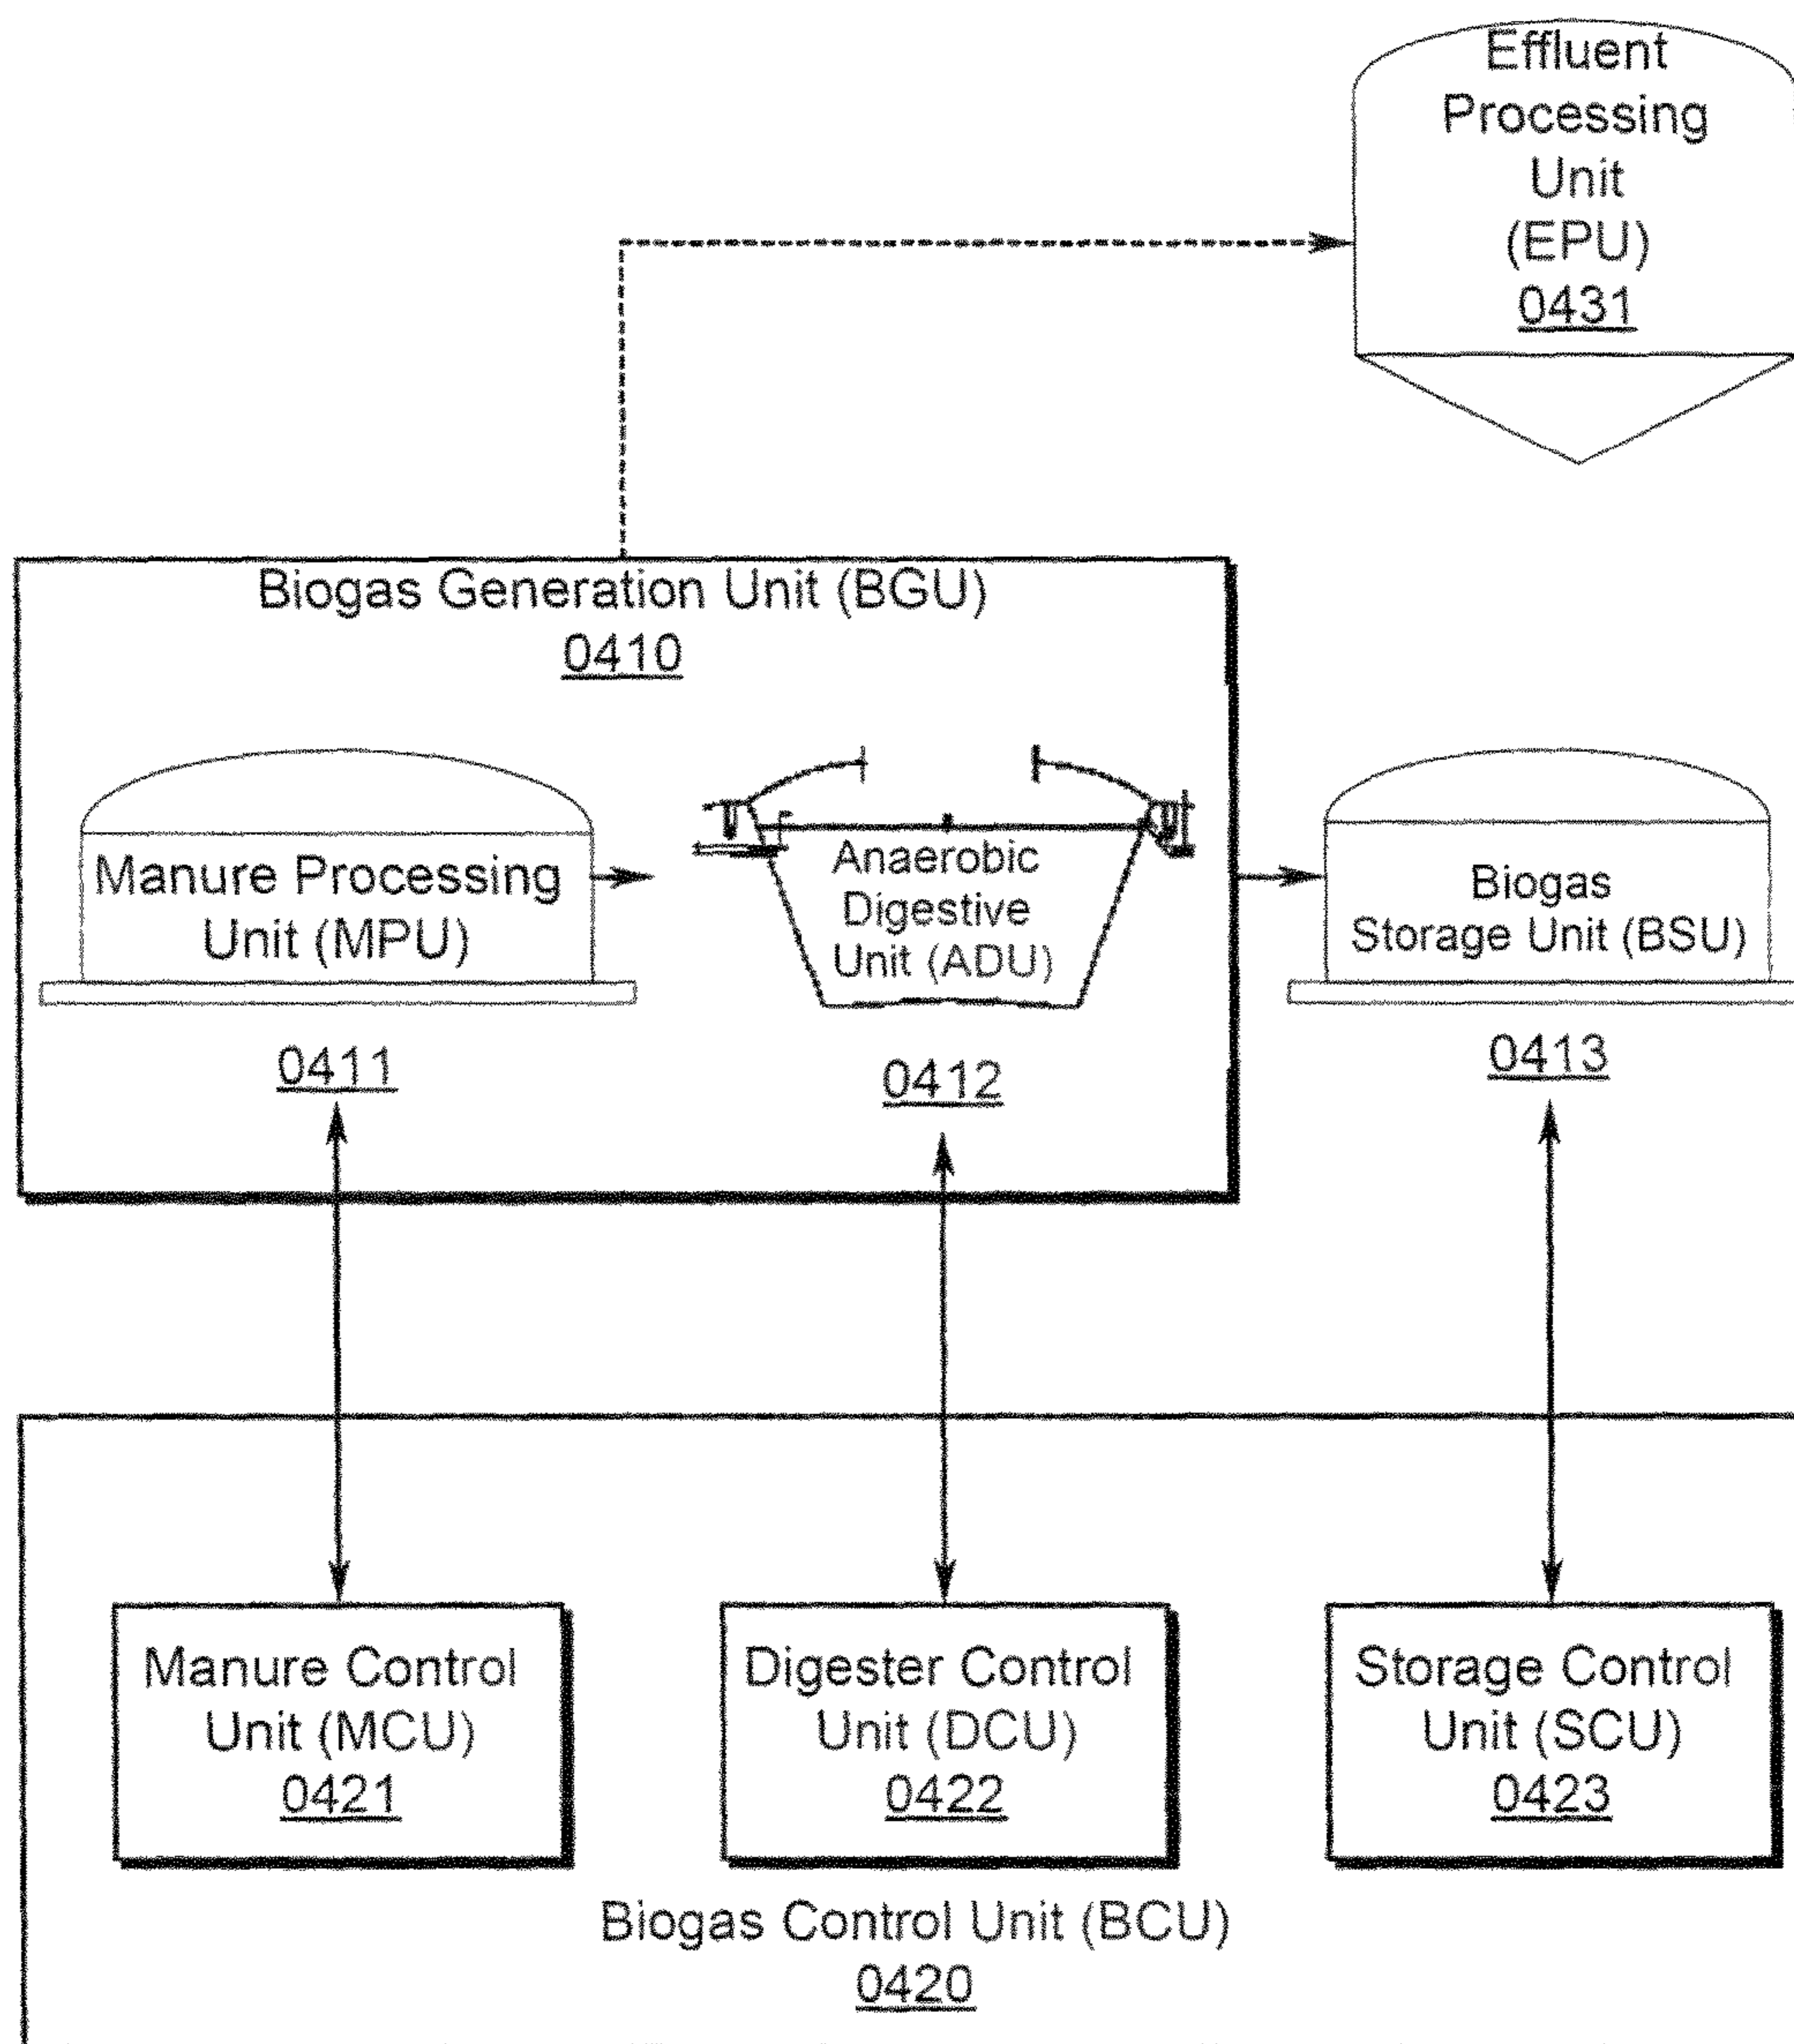 Effluent
Processing
Unit
(EPU)
0431
Biogas Generation Unit (BGU)
0410
Manure Processing
Unit (MPU)
0411
Anaerobic
Digestive
Unit (ADU)
0412
Biogas
Storage Unit (BSU)
0413
Manure Control
Unit (MCU)
0421
Digester Control
Unit (DCU)
0422
Storage Control
Unit (SCU)
0423
Biogas Control Unit (BCU)
0420